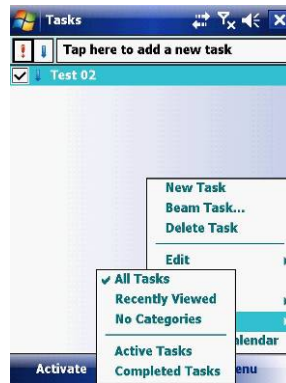 Tasks
! Tap here to add a new task
Test 02
New Task
Beam Task...
Delete Task
Edit
All Tasks
Recently Viewed
No Categories
Active Tasks
Completed Tasks
lendar
Activate
enu